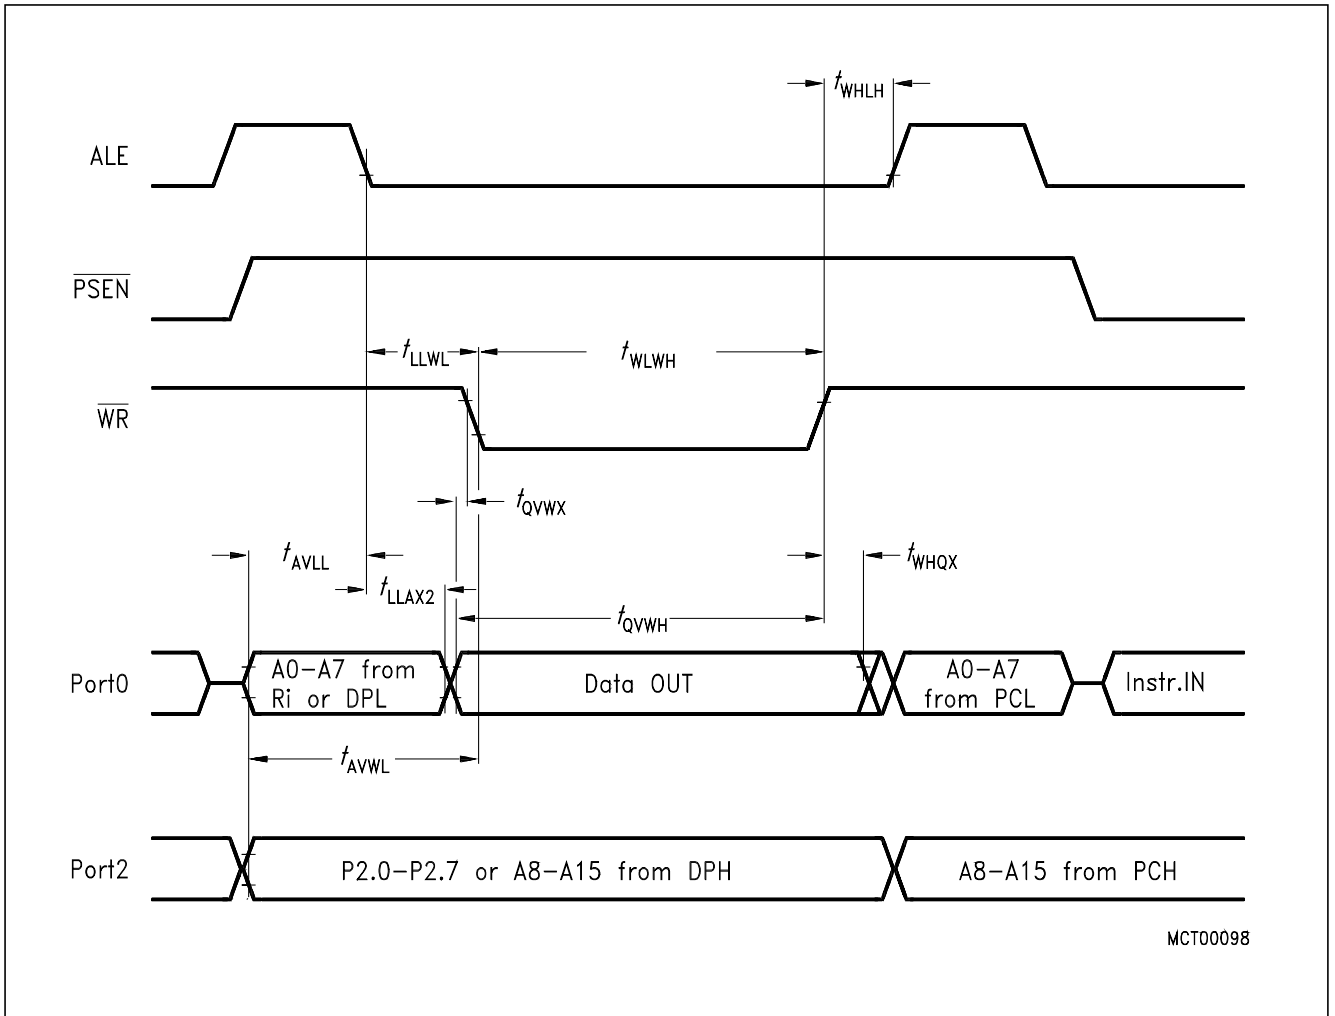 tWHLH
ALE
PSEN
tLLWL
tWLWH
WR
tQVWX
tAVLL
tWHQX
tLLAX2
tQVWH
Port0
A0-A7 from
Ri or DPL
Data OUT
A0-A7
from PCL
Instr.IN
tAVWL
Port2
P2.0-P2.7 or A8-A15 from DPH
A8-A15 from PCH
MCT00098